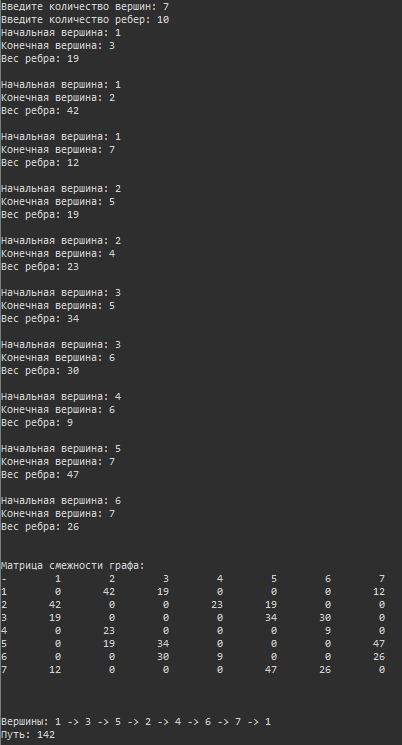 Введите количество вершин: 7
Введите количество ребер: 10
Начальная вершина: 1
Конечная вершина: 3
Вес ребра: 19
Начальная вершина: 1
Конечная вершина: 2
Вес ребра: 42
Начальная вершина: 1
Конечная вершина: 7
Вес ребра: 12
Начальная вершина: 2
Конечная вершина: 5
Вес ребра: 19
Начальная вершина: 2
Конечная вершина: 4
Вес ребра: 23
Начальная вершина: 3
Конечная вершина: 5
Вес ребра: 34
Начальная вершина: 3
Конечная вершина: 6
Вес ребра: 30
Начальная вершина: 4
Конечная вершина: 6
Вес ребра: 9
Начальная вершина: 5
Конечная вершина: 7
Вес ребра: 47
Начальная вершина: 6
Конечная вершина: 7
Вес ребра: 26
Матрица смежности графа:
- 1 2 3 4 5 6 7
1 0 42 19 0 0 0 12
2 42 0 0 23 19 0 0
3 19 0 0 0 34 30 0
4 0 23 0 0 0 9 0
5 0 19 34 0 0 0 47
6 0 0 30 9 0 0 26
7 12 0 0 0 47 26 0
Вершины: 1 -> 3 -> 5 -> 2 -> 4 -> 6 -> 7 -> 1
Путь: 142